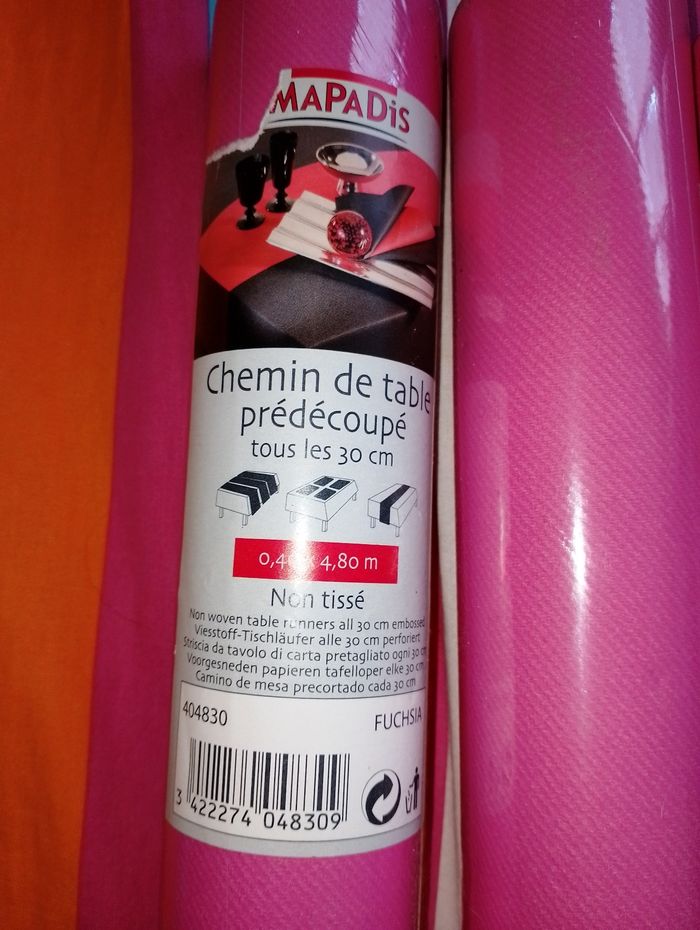 MAPADIS
Chemin de table
prédécoupé
tous les 30 cm
4,80 m
Non tissé
Non woven table runners all 30 cm embossed
Viesstoff-Tischläufer alle 30 cm perforiert
Striscia da tavolo di carta pretagliato ogni 30 cm
Voorgesneden papieren tafelloper elke 30 cm
Camino de mesa precortado cada 30 cm
404830
FUCHSIA
3 422274 048309